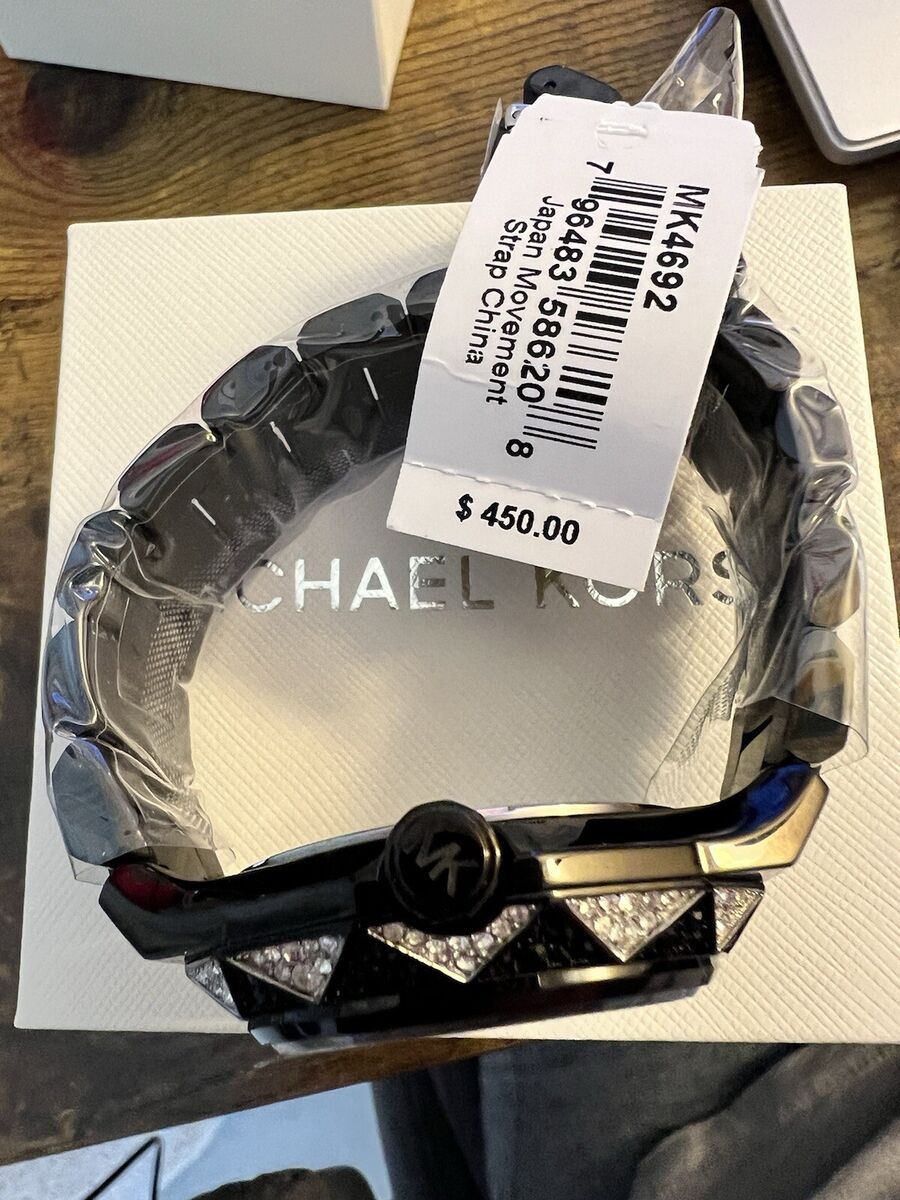 MK4692
7 96483 58620 8
Japan Movement
Strap China
$ 450.00
CHAEL KORS
MK